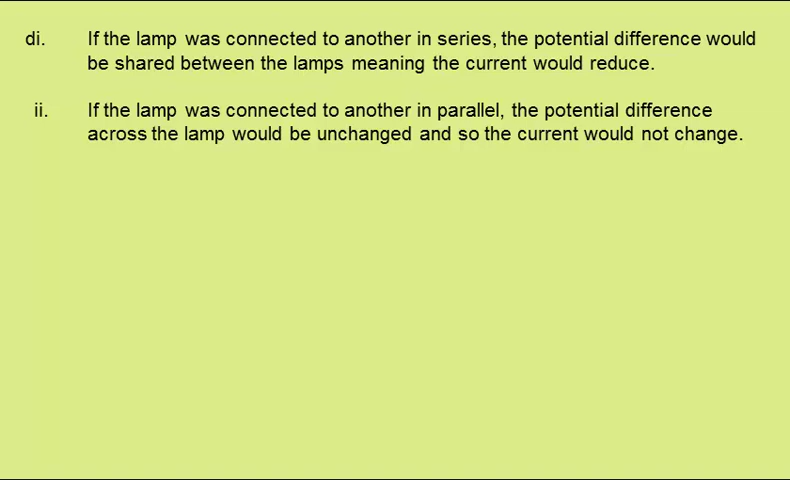 di. If the lamp was connected to another in series, the potential difference would
be shared between the lamps meaning the current would reduce.
ii. If the lamp was connected to another in parallel, the potential difference
across the lamp would be unchanged and so the current would not change.